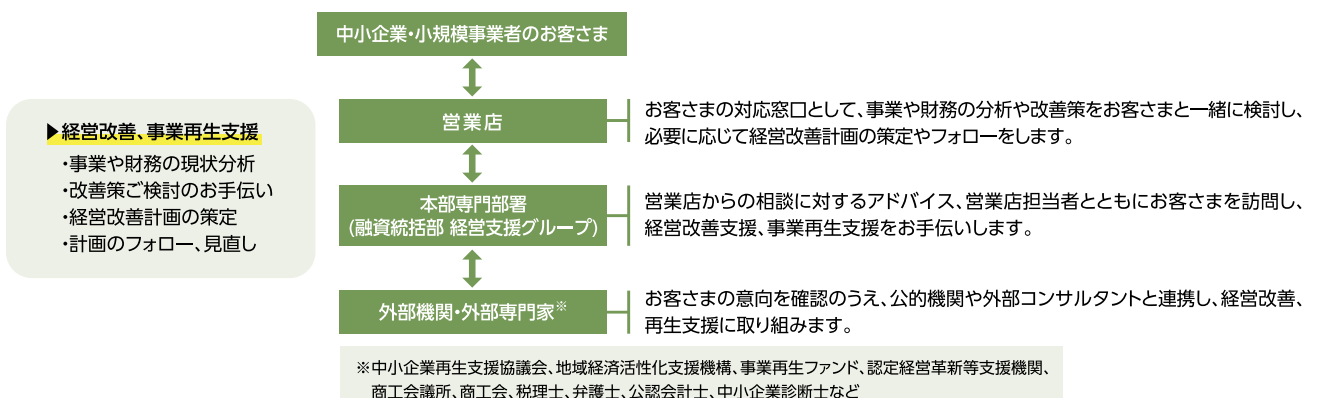 中小企業・小規模事業者のお客さま
▶経営改善、事業再生支援
・事業や財務の現状分析
・改善策ご検討のお手伝い
・経営改善計画の策定
・計画のフォロー、見直し
営業店
お客さまの対応窓口として、事業や財務の分析や改善策をお客さまと一緒に検討し、
必要に応じて経営改善計画の策定やフォローをします。
本部専門部署
(融資統括部 経営支援グループ)
営業店からの相談に対するアドバイス、営業店担当者とともにお客さまを訪問し、
経営改善支援、事業再生支援をお手伝いします。
外部機関・外部専門家※
お客さまの意向を確認のうえ、公的機関や外部コンサルタントと連携し、経営改善、
再生支援に取り組みます。
※中小企業再生支援協議会、地域経済活性化支援機構、事業再生ファンド、認定経営革新等支援機関、
商工会議所、商工会、税理士、弁護士、公認会計士、中小企業診断士など